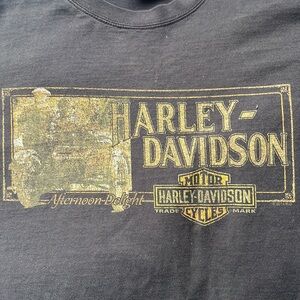 HARLEY-
DAVIDSON
Afternoon Delight
MOTOR
HARLEY-DAVIDSON
TRADE MARK
CYCLES